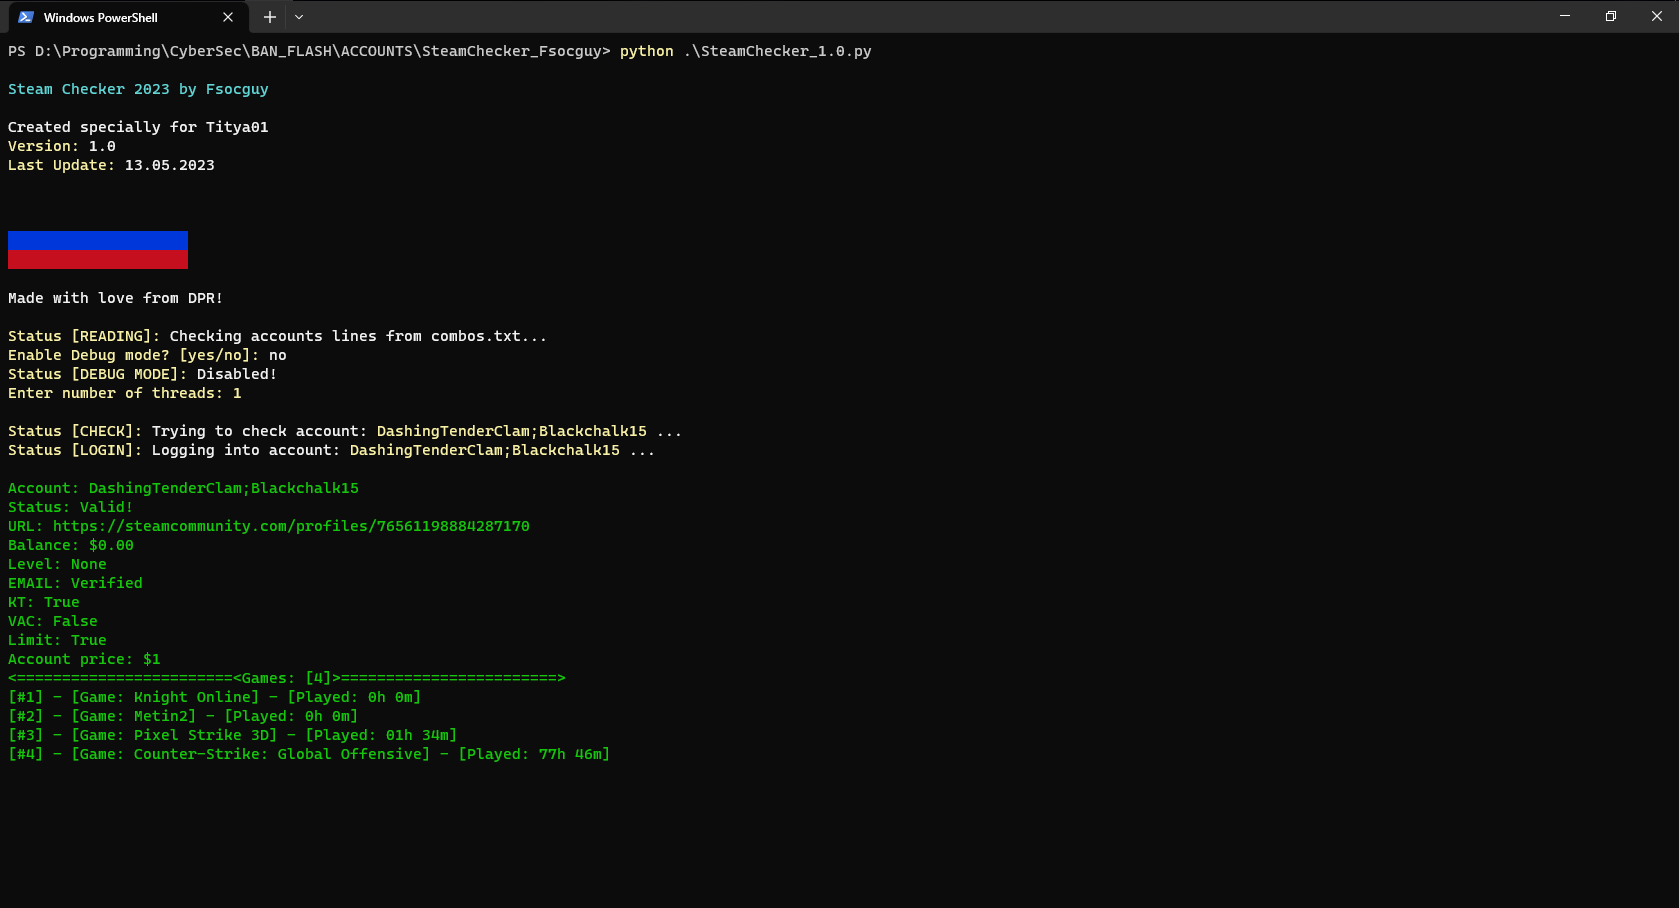 Windows PowerShell
PS D:\Programming\CyberSec\BAN_FLASH\ACCOUNTS\SteamChecker_Fsocguy> python .\SteamChecker_1.0.py
Steam Checker 2023 by Fsocguy
Created specially for Titya01
Version: 1.0
Last Update: 13.05.2023
Made with love from DPR!
Status [READING]: Checking accounts lines from combos.txt...
Enable Debug mode? [yes/no]: no
Status [DEBUG MODE]: Disabled!
Enter number of threads: 1
Status [CHECK]: Trying to check account: DashingTenderClam;Blackchalk15 ...
Status [LOGIN]: Logging into account: DashingTenderClam;Blackchalk15 ...
Account: DashingTenderClam;Blackchalk15
Status: Valid!
URL: https://steamcommunity.com/profiles/76561198884287170
Balance: $0.00
Level: None
EMAIL: Verified
KT: True
VAC: False
Limit: True
Account price: $1
<========================<Games: [4]>========================>
[#1] - [Game: Knight Online] - [Played: 0h 0m]
[#2] - [Game: Metin2] - [Played: 0h 0m]
[#3] - [Game: Pixel Strike 3D] - [Played: 01h 34m]
[#4] - [Game: Counter-Strike: Global Offensive] - [Played: 77h 46m]